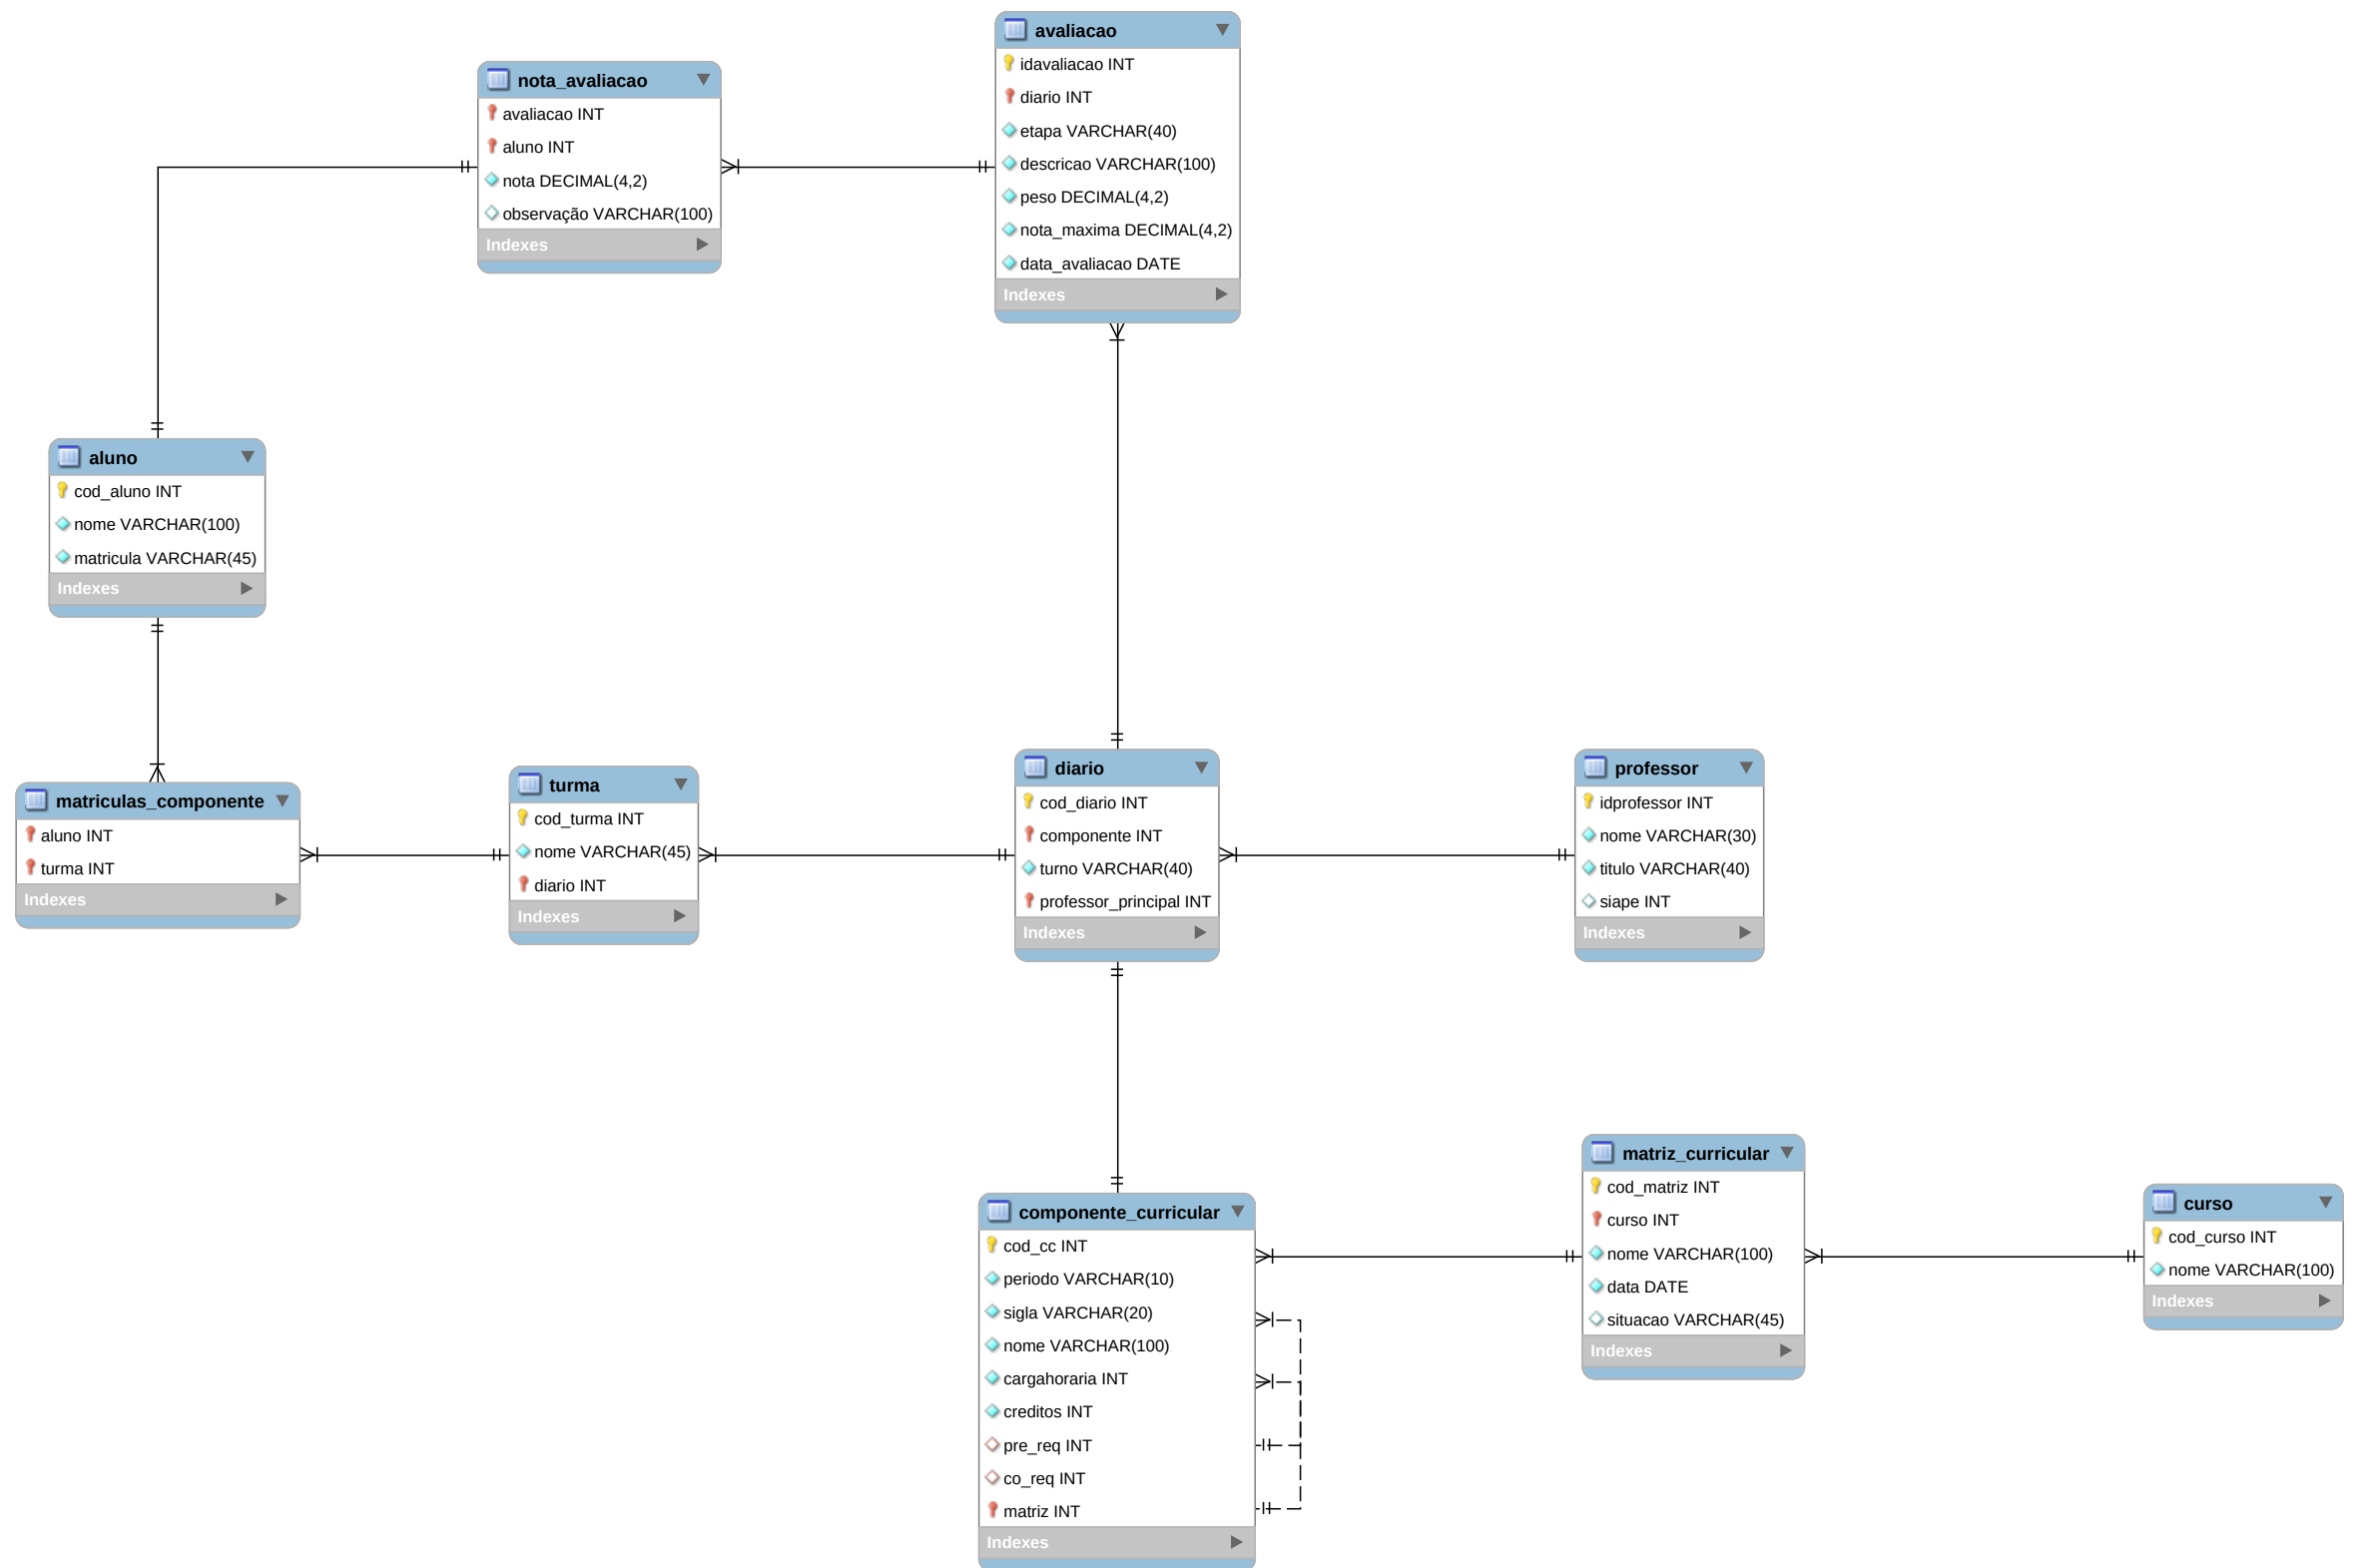 avaliacao
idavaliacao INT
diario INT
etapa VARCHAR(40)
descricao VARCHAR(100)
peso DECIMAL(4,2)
nota_maxima DECIMAL(4,2)
data_avaliacao DATE
Indexes
nota_avaliacao
avaliacao INT
aluno INT
nota DECIMAL(4,2)
observação VARCHAR(100)
Indexes
aluno
cod_aluno INT
nome VARCHAR(100)
matricula VARCHAR(45)
Indexes
matriculas_componente
aluno INT
turma INT
Indexes
turma
cod_turma INT
nome VARCHAR(45)
diario INT
Indexes
diario
cod_diario INT
componente INT
turno VARCHAR(40)
professor_principal INT
Indexes
professor
idprofessor INT
nome VARCHAR(30)
titulo VARCHAR(40)
siape INT
Indexes
componente_curricular
cod_cc INT
periodo VARCHAR(10)
sigla VARCHAR(20)
nome VARCHAR(100)
cargahoraria INT
creditos INT
pre_req INT
co_req INT
matriz INT
Indexes
matriz_curricular
cod_matriz INT
curso INT
nome VARCHAR(100)
data DATE
situacao VARCHAR(45)
Indexes
curso
cod_curso INT
nome VARCHAR(100)
Indexes